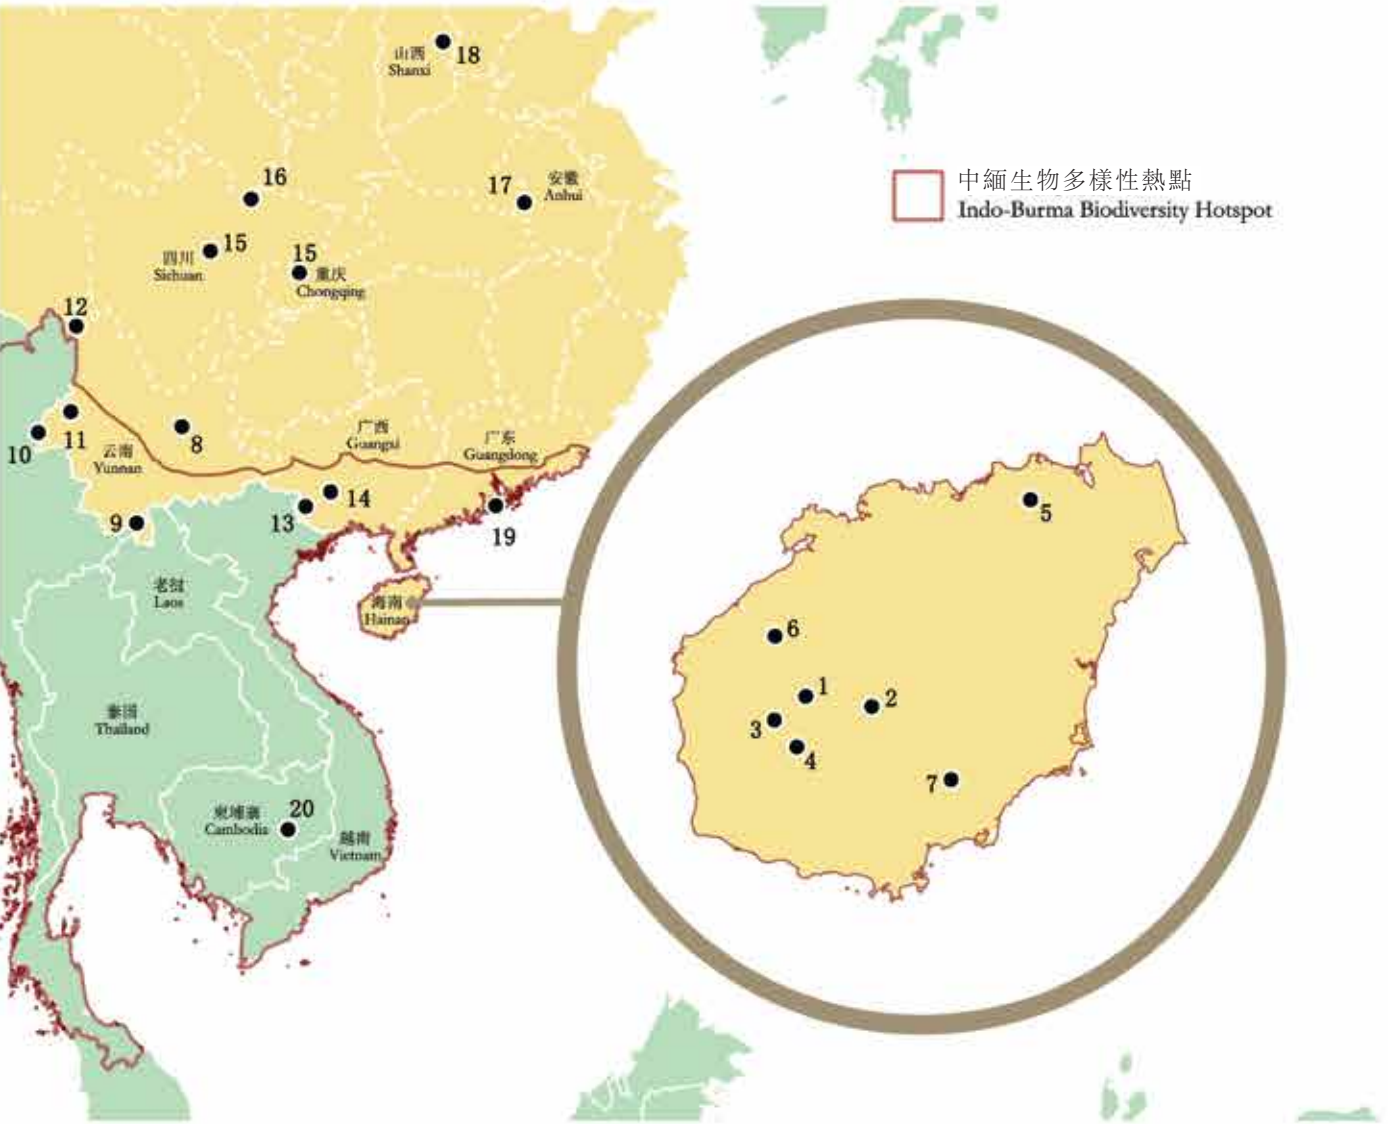 山西
Shanxi
18
16
17
安徽
Anhui
中緬生物多樣性熱點
Indo-Burma Biodiversity Hotspot
四川
Sichuan
15
15
重庆
Chongqing
12
10
11
云南
Yunnan
8
广西
Guangxi
广东
Guangdong
9
13
14
19
老挝
Laos
海南
Hainan
泰国
Thailand
柬埔寨
Cambodia
20
越南
Vietnam
5
6
1
2
3
4
7